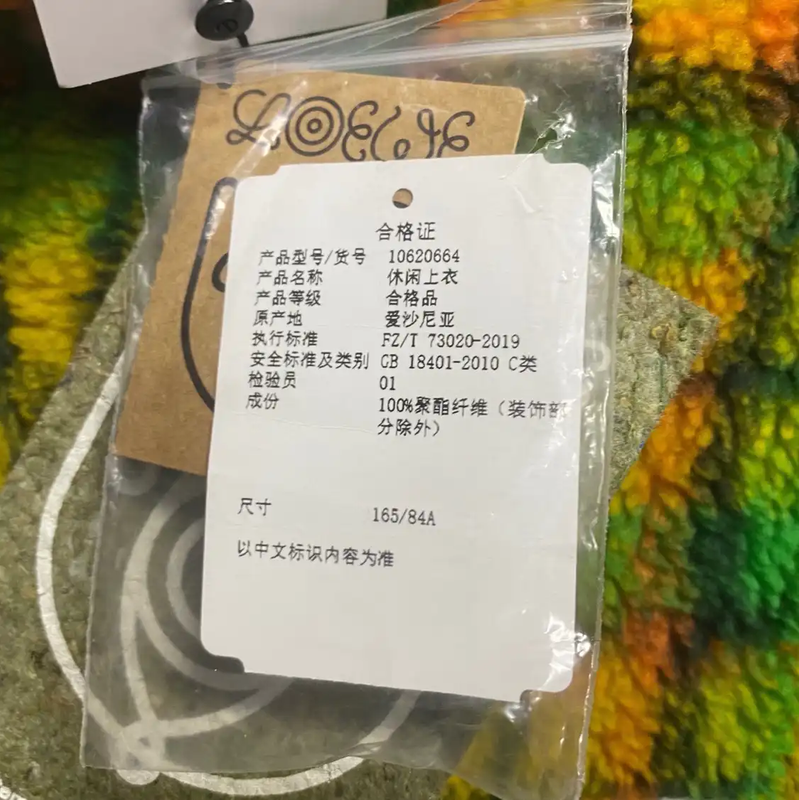 合格证
产品型号/货号 10620664
产品名称 休闲上衣
产品等级 合格品
原产地 爱沙尼亚
执行标准 FZ/T 73020-2019
安全标准及类别 GB 18401-2010 C类
检验员 01
成份 100%聚酯纤维（装饰部
分除外）
尺寸 165/84A
以中文标识内容为准